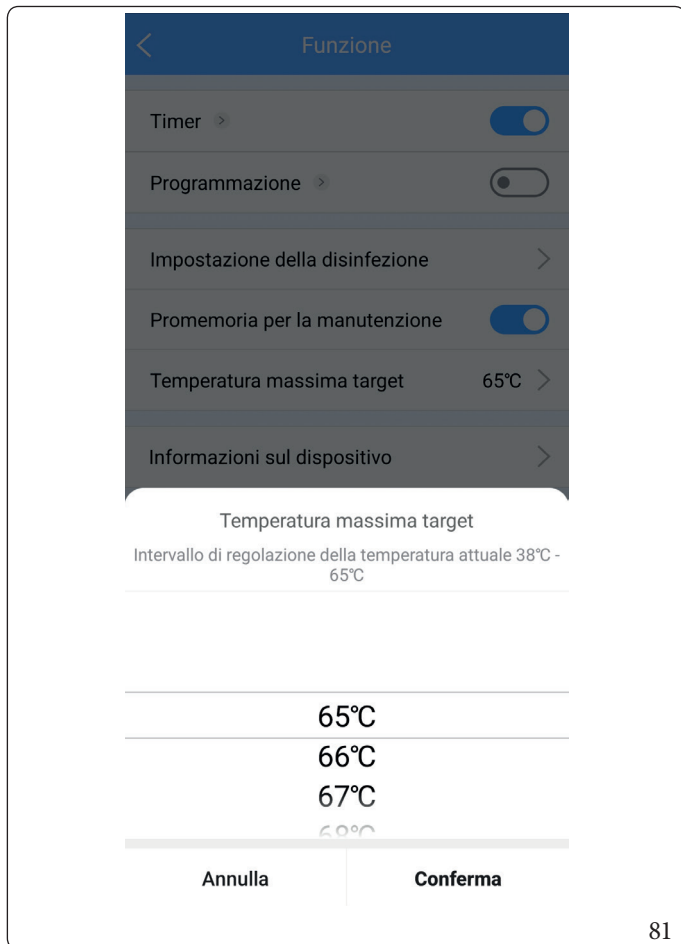 Funzione
Timer
Programmazione
Impostazione della disinfezione
Promemoria per la manutenzione
Temperatura massima target 65℃
Informazioni sul dispositivo
Temperatura massima target
Intervallo di regolazione della temperatura attuale 38℃ -
65℃
65℃
66℃
67℃
68℃
Annulla Conferma
81